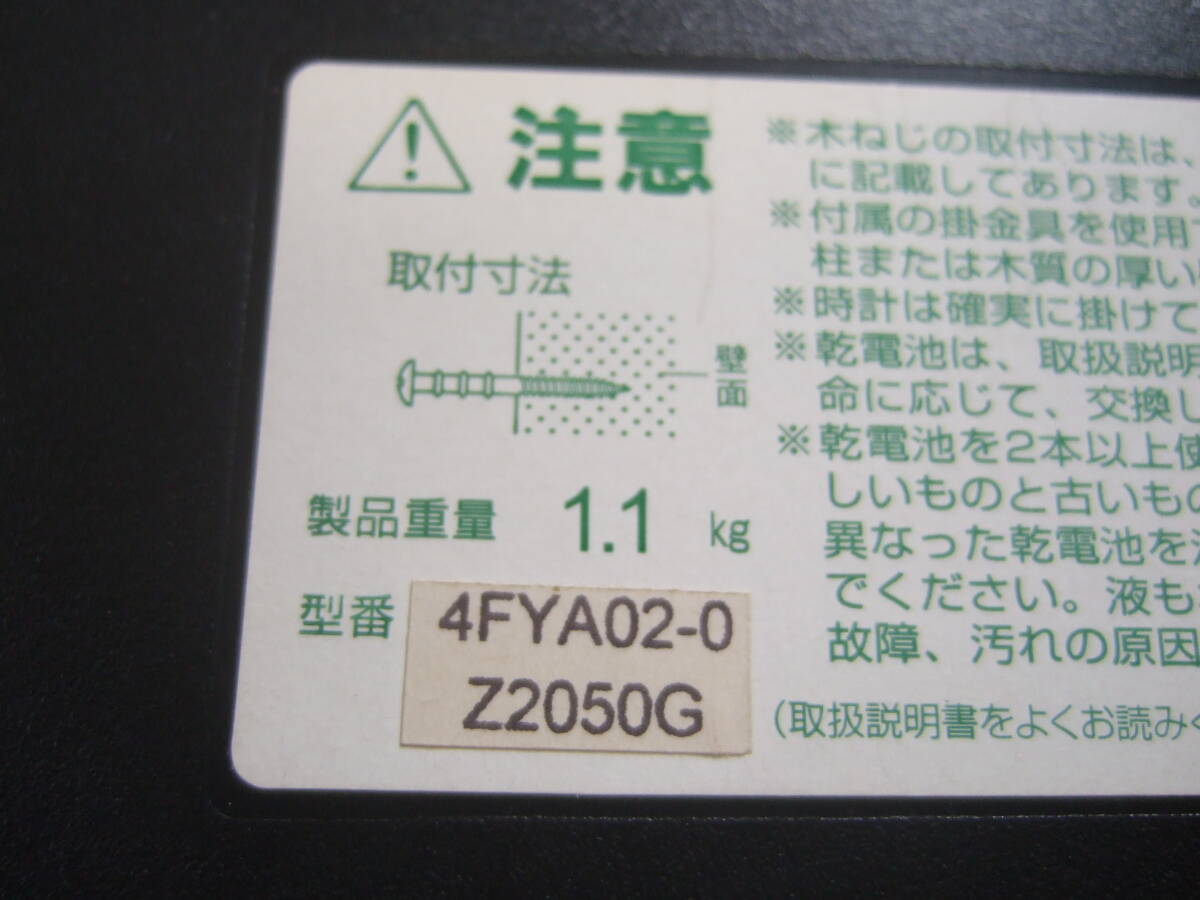 注意
取付寸法
壁面
製品重量 1.1 kg
型番 4FYA02-0
Z2050G
※木ねじの取付寸法は、
に記載してあります。
※付属の掛金具を使用
柱または木質の厚い
※時計は確実に掛けて
※乾電池は、取扱説明
命に応じて、交換し
※乾電池を2本以上使
しいものと古いもの
異なった乾電池を
でください。液も
故障、汚れの原因
(取扱説明書をよくお読みく